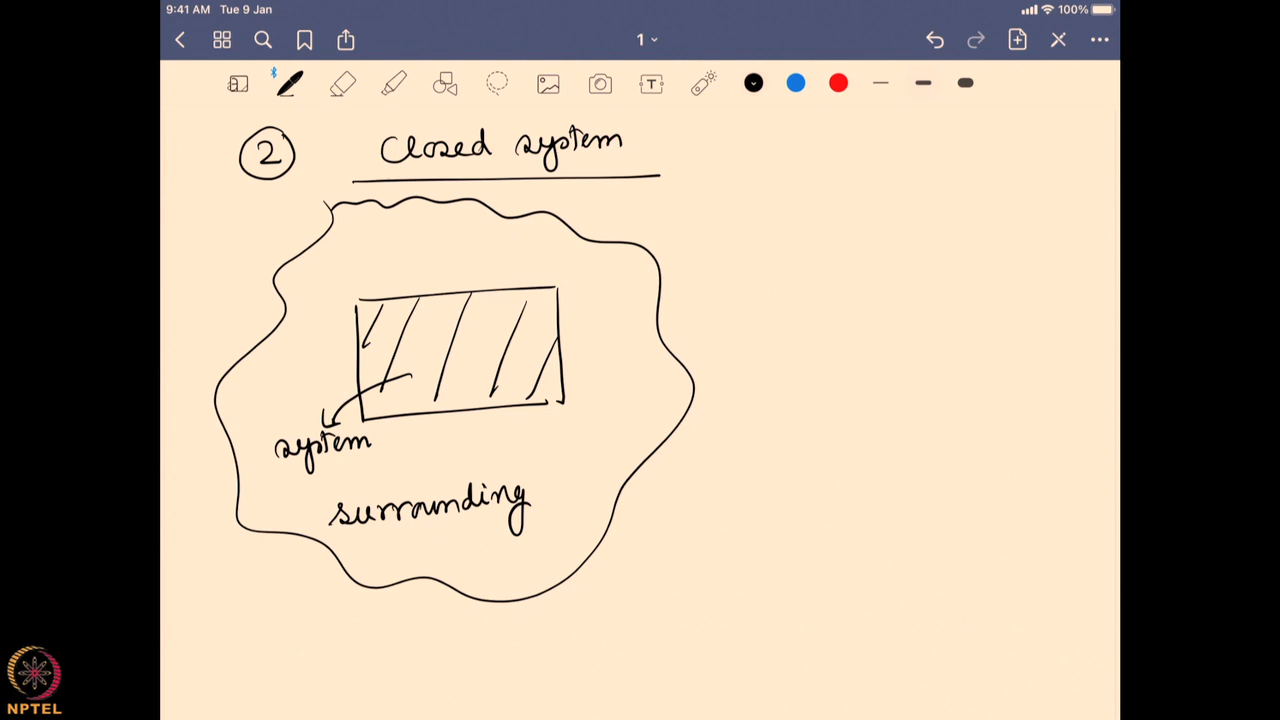 9:41 AM Tue 9 Jan
100%
1
T
2 Closed system
system
surrounding
NPTEL